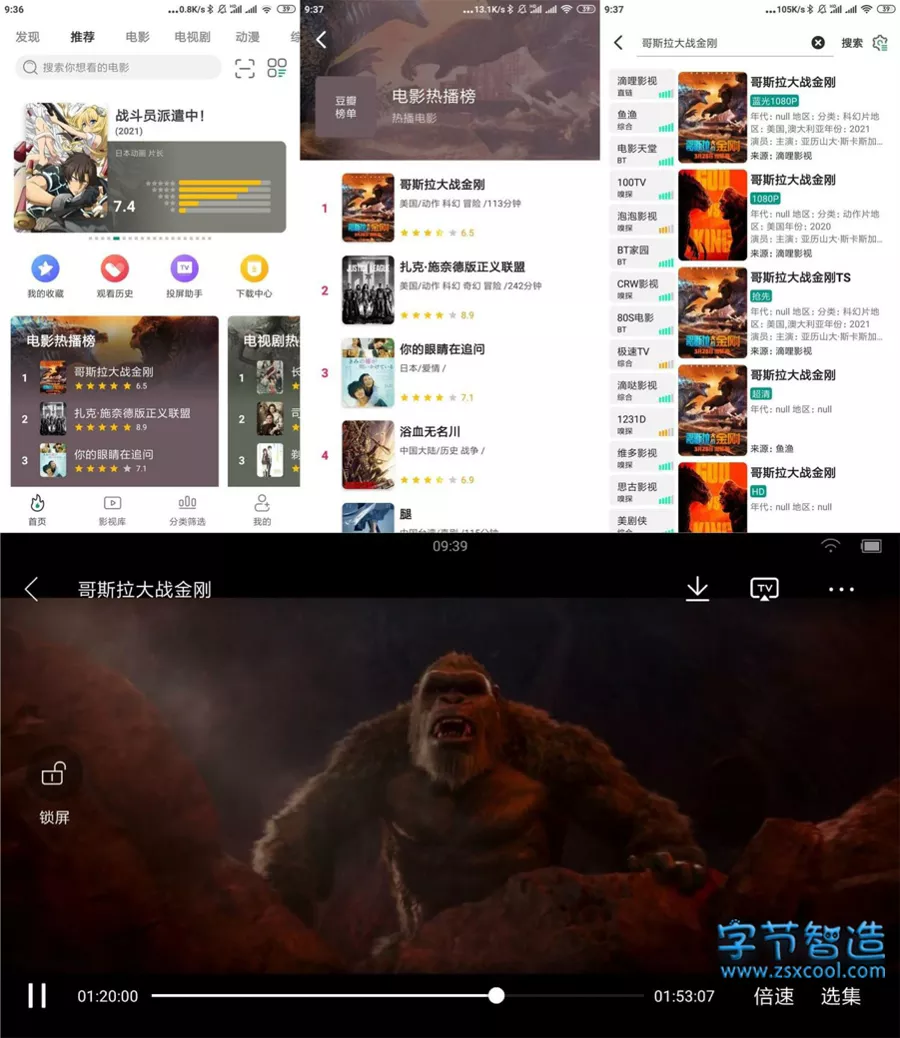 9:36
...0.8K/s
39
发现
推荐
电影
电视剧
动漫
搜索你想看的电影
战斗员派遣中!
(2021)
日本动画 片长
7.4
我的收藏
观看历史
TV
投屏助手
下载中心
电影热播榜
1
哥斯拉大战金刚
6.5
2
扎克·施奈德版正义联盟
8.9
3
你的眼睛在追问
7.1
电视剧热
1
2
3
首页
影视库
分类筛选
我的
9:37
...13.1K/s
39
豆瓣
榜单
电影热播榜
热播电影
1
哥斯拉大战金刚
美国/动作 科幻 冒险 /113分钟
6.5
2
JUSTICE LEAGUE
扎克·施奈德版正义联盟
美国/动作 科幻 奇幻 冒险 /242分钟
8.9
3
你的眼睛在追问
日本/爱情 /
7.1
4
浴血无名川
中国大陆/历史 战争 /
6.9
腿
9:37
...105K/s
39
哥斯拉大战金刚
搜索
滴哩影视
直链
鱼渔
综合
电影天堂
BT
100TV
嗅探
泡泡影视
嗅探
BT家园
BT
CRW影视
嗅探
80S电影
BT
极速TV
综合
滴哒影视
综合
1231D
嗅探
维多影视
嗅探
思古影视
嗅探
美剧侠
综合
哥斯拉大战金刚
蓝光1080P
年代: null 地区: 分类: 科幻片地
区: 美国,澳大利亚年份: 2021
演员: 主演: 亚历山大·斯卡斯加...
来源: 滴哩影视
哥斯拉大战金刚
1080P
年代: null 地区: 分类: 动作片地
区: 美国年份: 2020
演员: 主演: 亚历山大·斯卡斯加...
来源: 滴哩影视
哥斯拉大战金刚TS
抢先
年代: null 地区: 分类: 科幻片地
区: 美国,澳大利亚年份: 2021
演员: 主演: 亚历山大·斯卡斯加...
来源: 滴哩影视
哥斯拉大战金刚
超清
年代: null 地区: null
来源: 鱼渔
哥斯拉大战金刚
HD
年代: null 地区: null
09:39
哥斯拉大战金刚
TV
锁屏
字节智造
www.zsxcool.com
01:20:00
01:53:07
倍速
选集